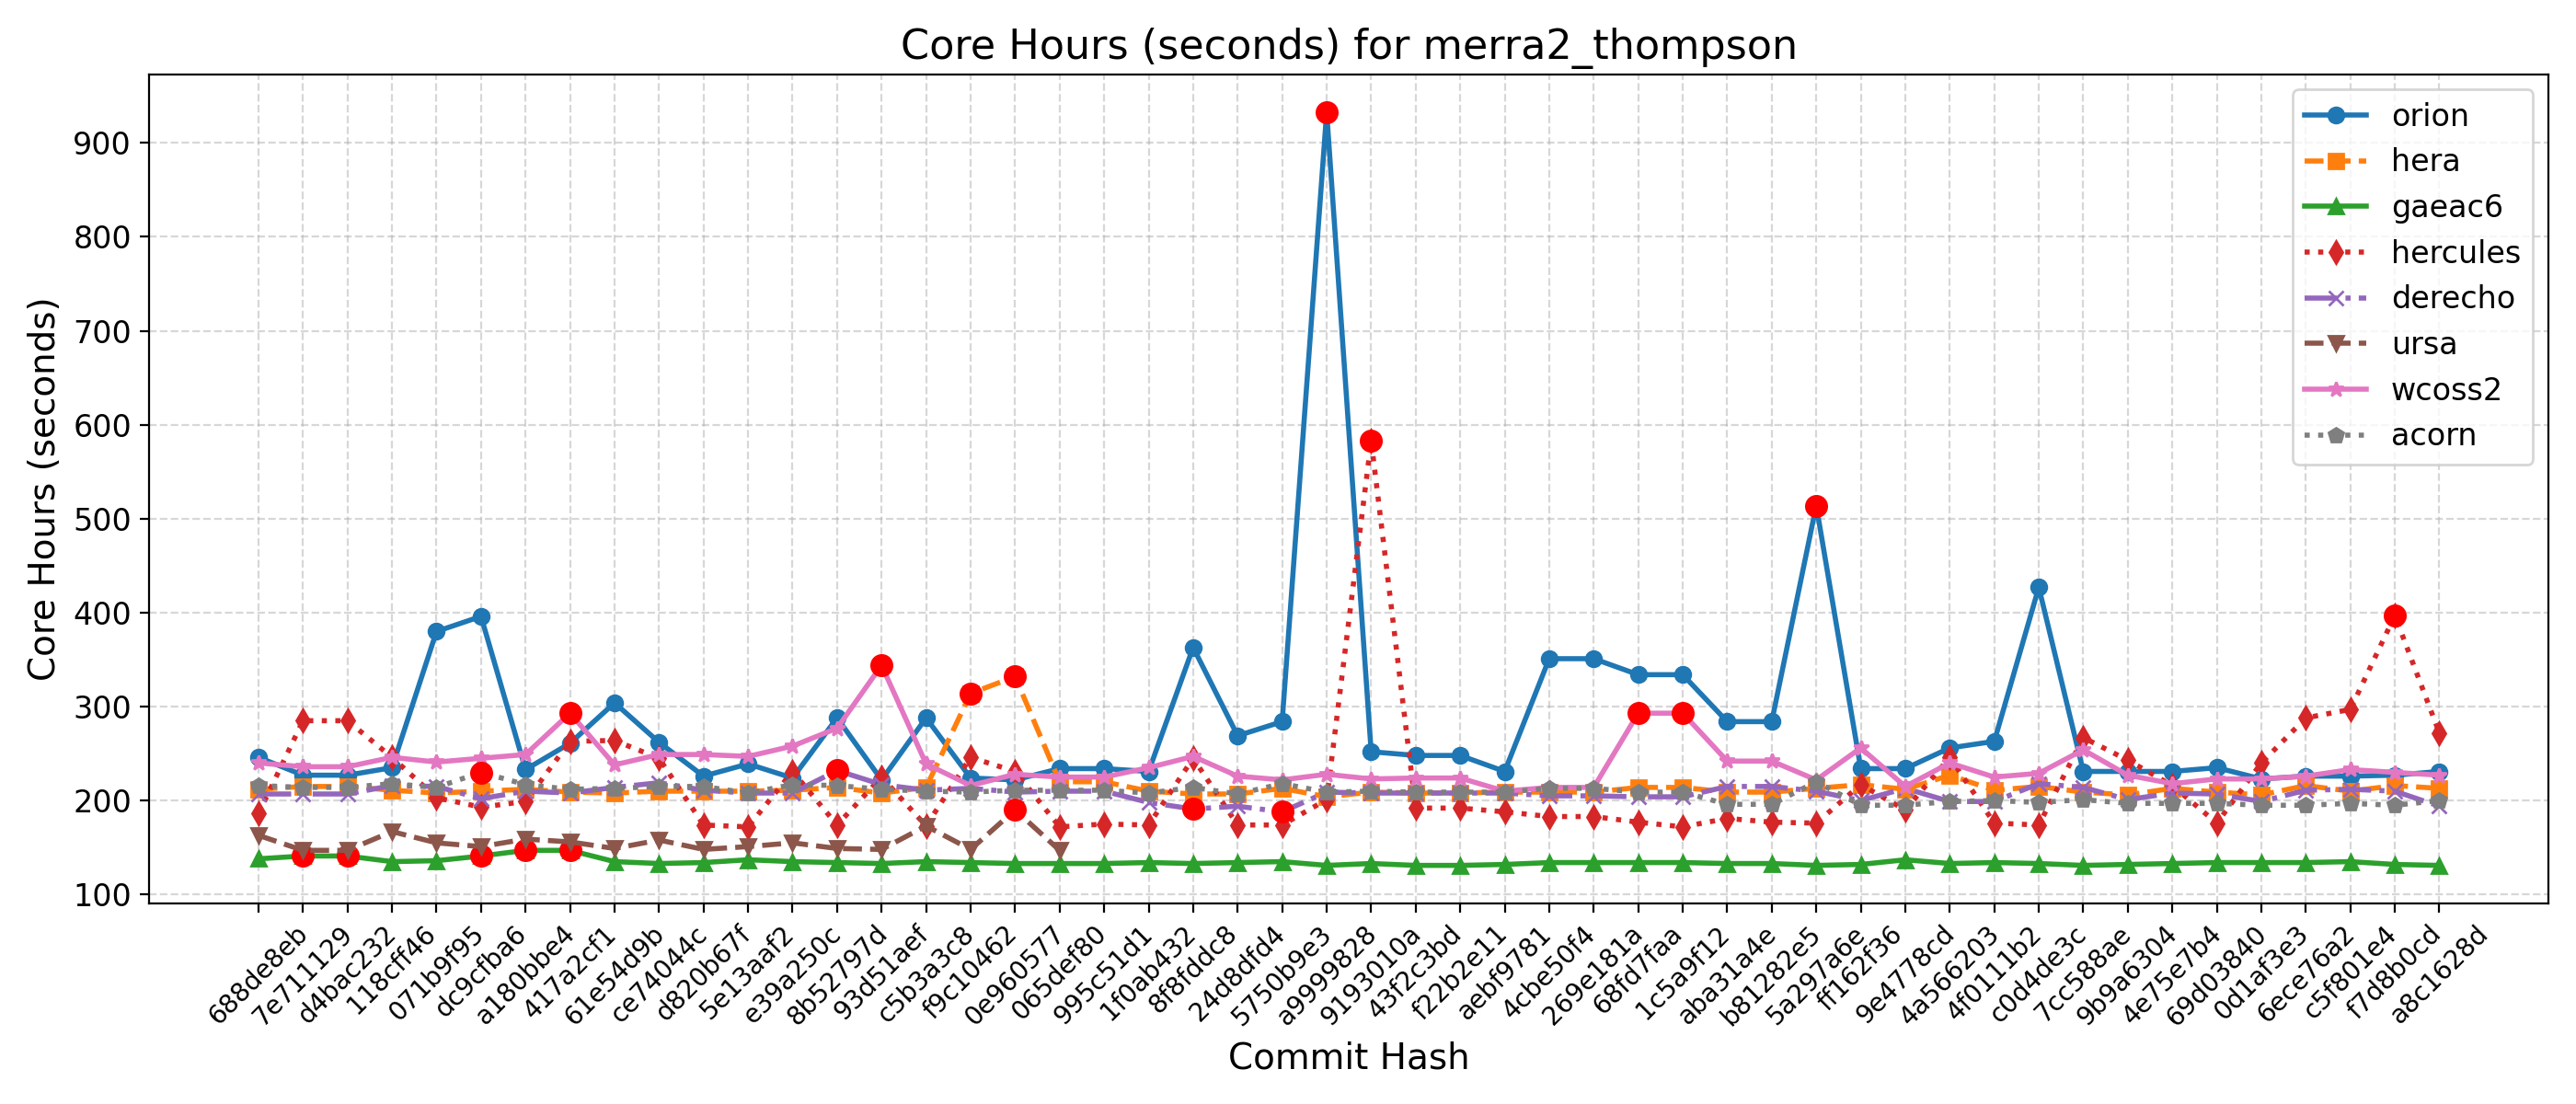 Core Hours (seconds) for merra2_thompson
Core Hours (seconds)
900
800
700
600
500
400
300
200
100
orion
hera
gaeac6
hercules
derecho
ursa
wcoss2
acorn
688de8eb
7e711129
d4bac232
118cff46
071b9f95
dc9cfba6
a180bbe4
417a2cf1
61e54d9b
ce74044c
d820b67f
5e13aaf2
e39a250c
8b52797d
93d51aef
c5b3a3c8
f9c10462
0e960577
065def80
995c51d1
1f0ab432
8f8fddc8
24d8dfd4
5750b9e3
a9999828
9193010a
43f2c3bd
f22b2e11
aebf9781
4cbe50f4
269e181a
68fd7faa
1c5a9f12
aba31a4e
b81282e5
5a297a6e
ff162f36
9e4778cd
4a566203
4f0111b2
c0d4de3c
7cc588ae
9b9a6304
4e75e7b4
69d03840
0d1af3e3
6ece76a2
c5f801e4
f7d8b0cd
a8c1628d
Commit Hash